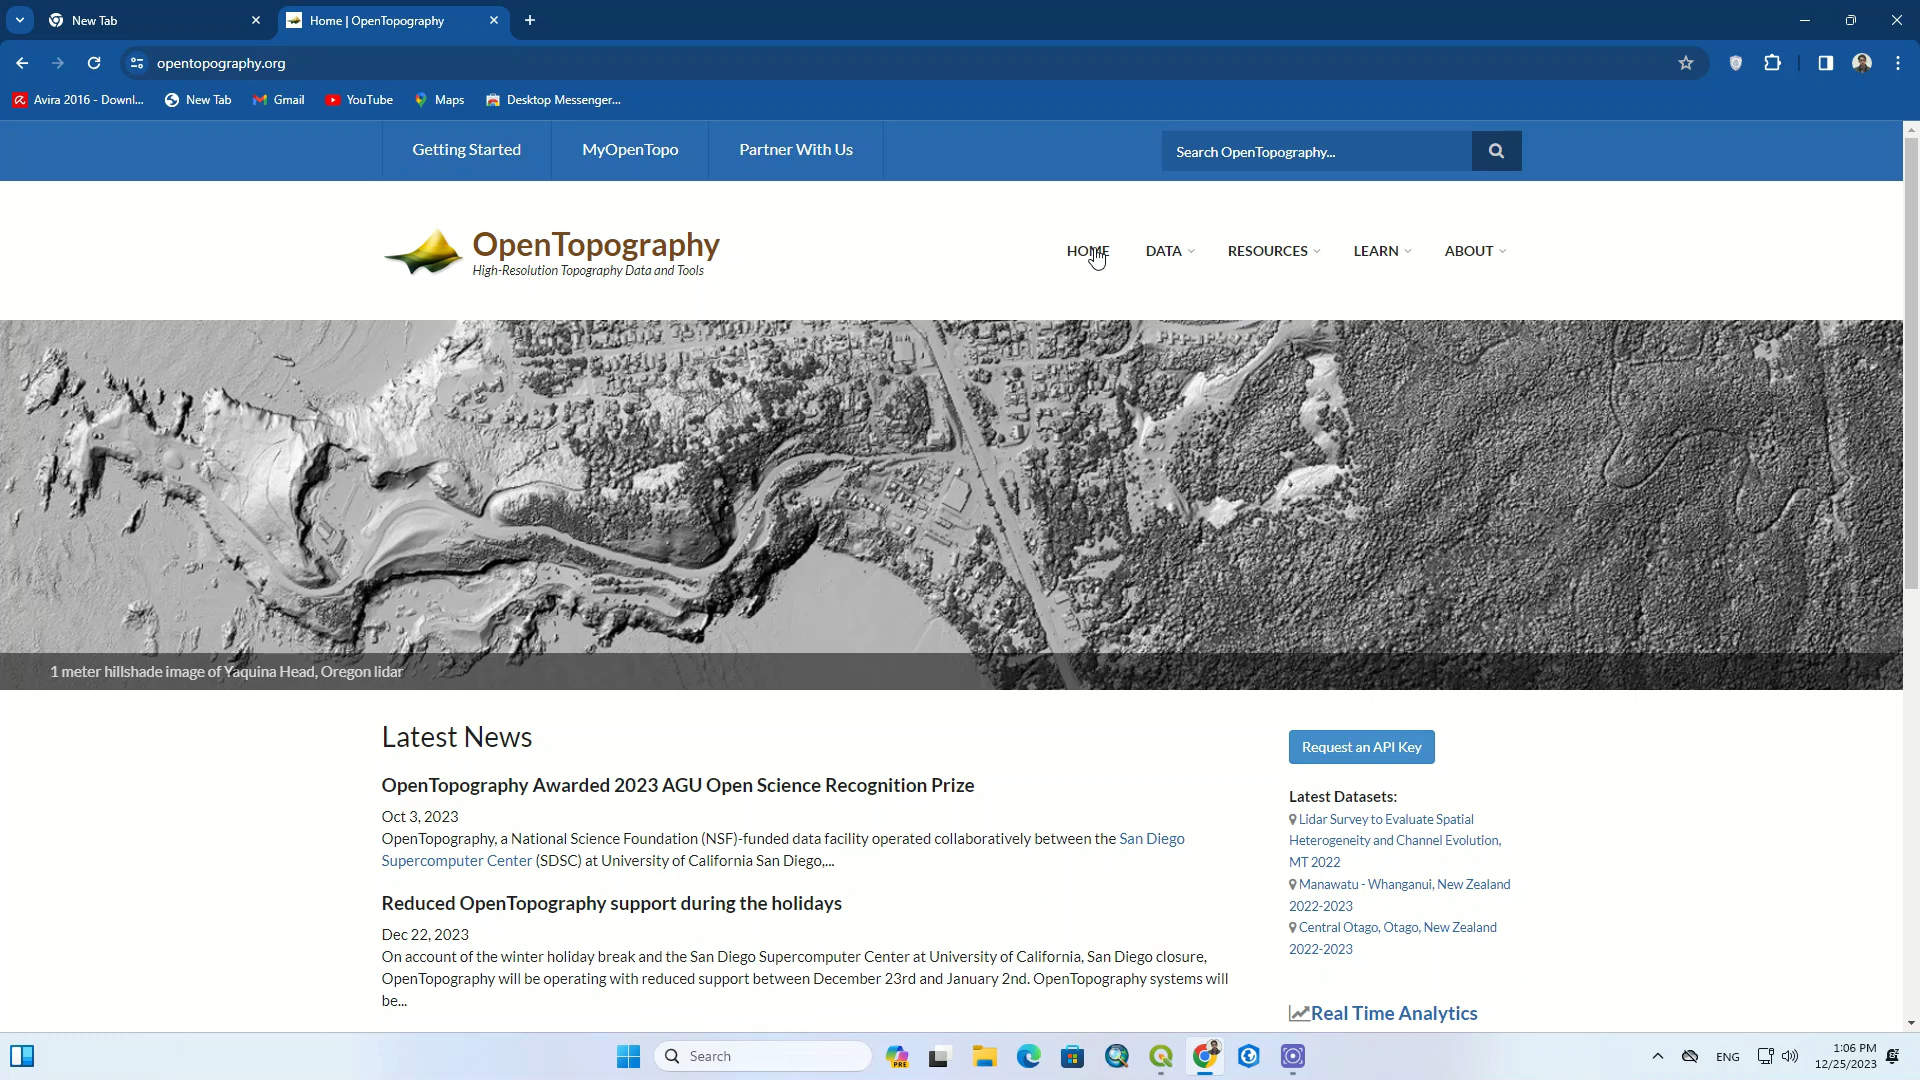 New Tab
Home | OpenTopography
opentopography.org
Avira 2016 - Downl...
New Tab
Gmail
YouTube
Maps
Desktop Messenger...
Getting Started
MyOpenTopo
Partner With Us
Search OpenTopography...
OpenTopography
High-Resolution Topography Data and Tools
HOME
DATA
RESOURCES
LEARN
ABOUT
1 meter hillshade image of Yaquina Head, Oregon lidar
Latest News
OpenTopography Awarded 2023 AGU Open Science Recognition Prize
Oct 3, 2023
OpenTopography, a National Science Foundation (NSF)-funded data facility operated collaboratively between the San Diego
Supercomputer Center (SDSC) at University of California San Diego,...
Reduced OpenTopography support during the holidays
Dec 22, 2023
On account of the winter holiday break and the San Diego Supercomputer Center at University of California, San Diego closure,
OpenTopography will be operating with reduced support between December 23rd and January 2nd. OpenTopography systems will
be...
Request an API Key
Latest Datasets:
Lidar Survey to Evaluate Spatial
Heterogeneity and Channel Evolution,
MT 2022
Manawatu - Whanganui, New Zealand
2022-2023
Central Otago, Otago, New Zealand
2022-2023
Real Time Analytics
Search
PRE
ENG
1:06 PM
12/25/2023